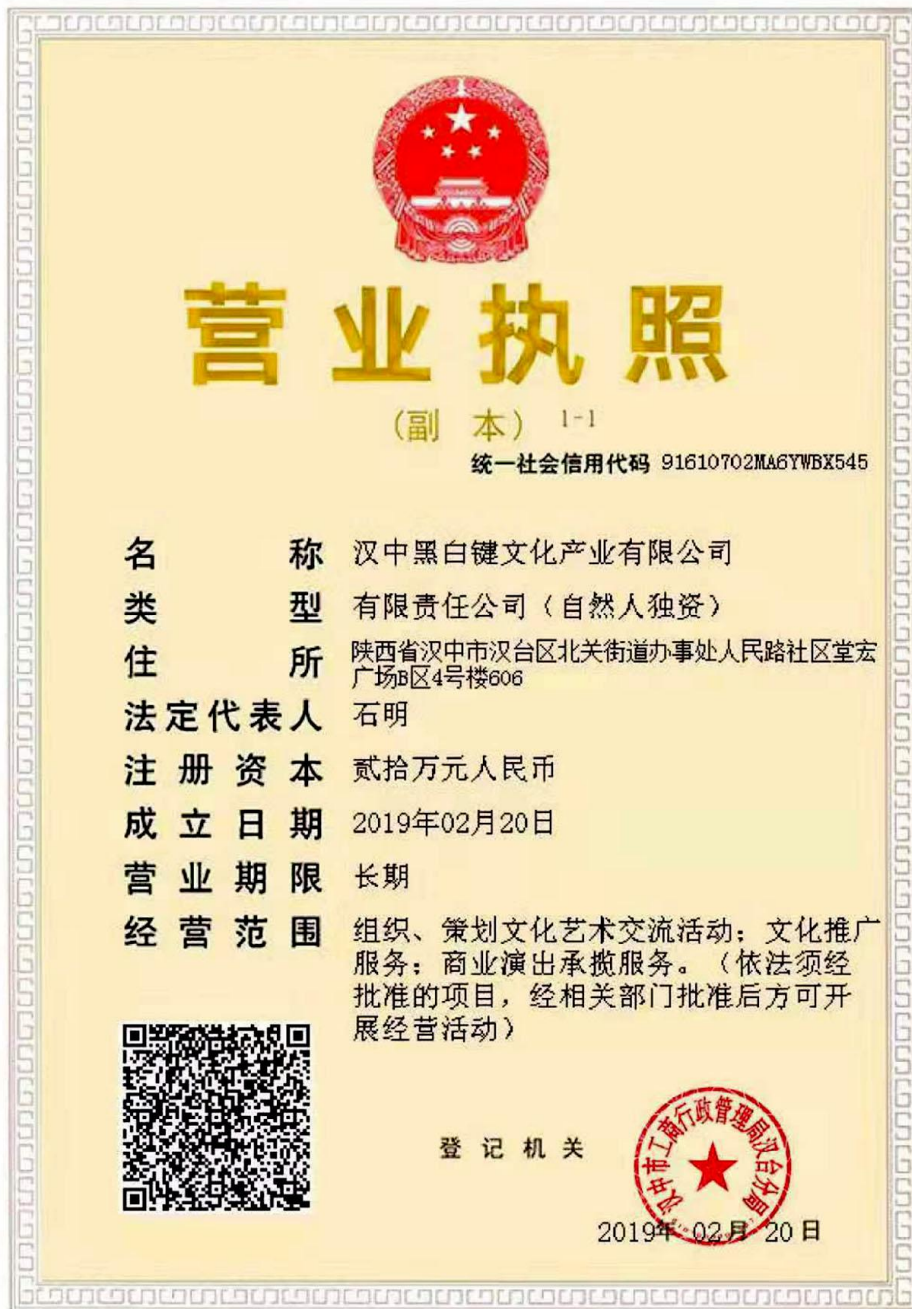 营业执照
（副 本） 1-1
统一社会信用代码 91610702MA6YWBX545
名称 汉中黑白键文化产业有限公司
类型 有限责任公司（自然人独资）
住所 陕西省汉中市汉台区北关街道办事处人民路社区堂宏
广场B区4号楼606
法定代表人 石明
注册资本 贰拾万元人民币
成立日期 2019年02月20日
营业期限 长期
经营范围 组织、策划文化艺术交流活动；文化推广
服务；商业演出承揽服务。（依法须经
批准的项目，经相关部门批准后方可开
展经营活动）
登记机关
汉中市工商行政管理局汉台分局
2019年 02月 20日